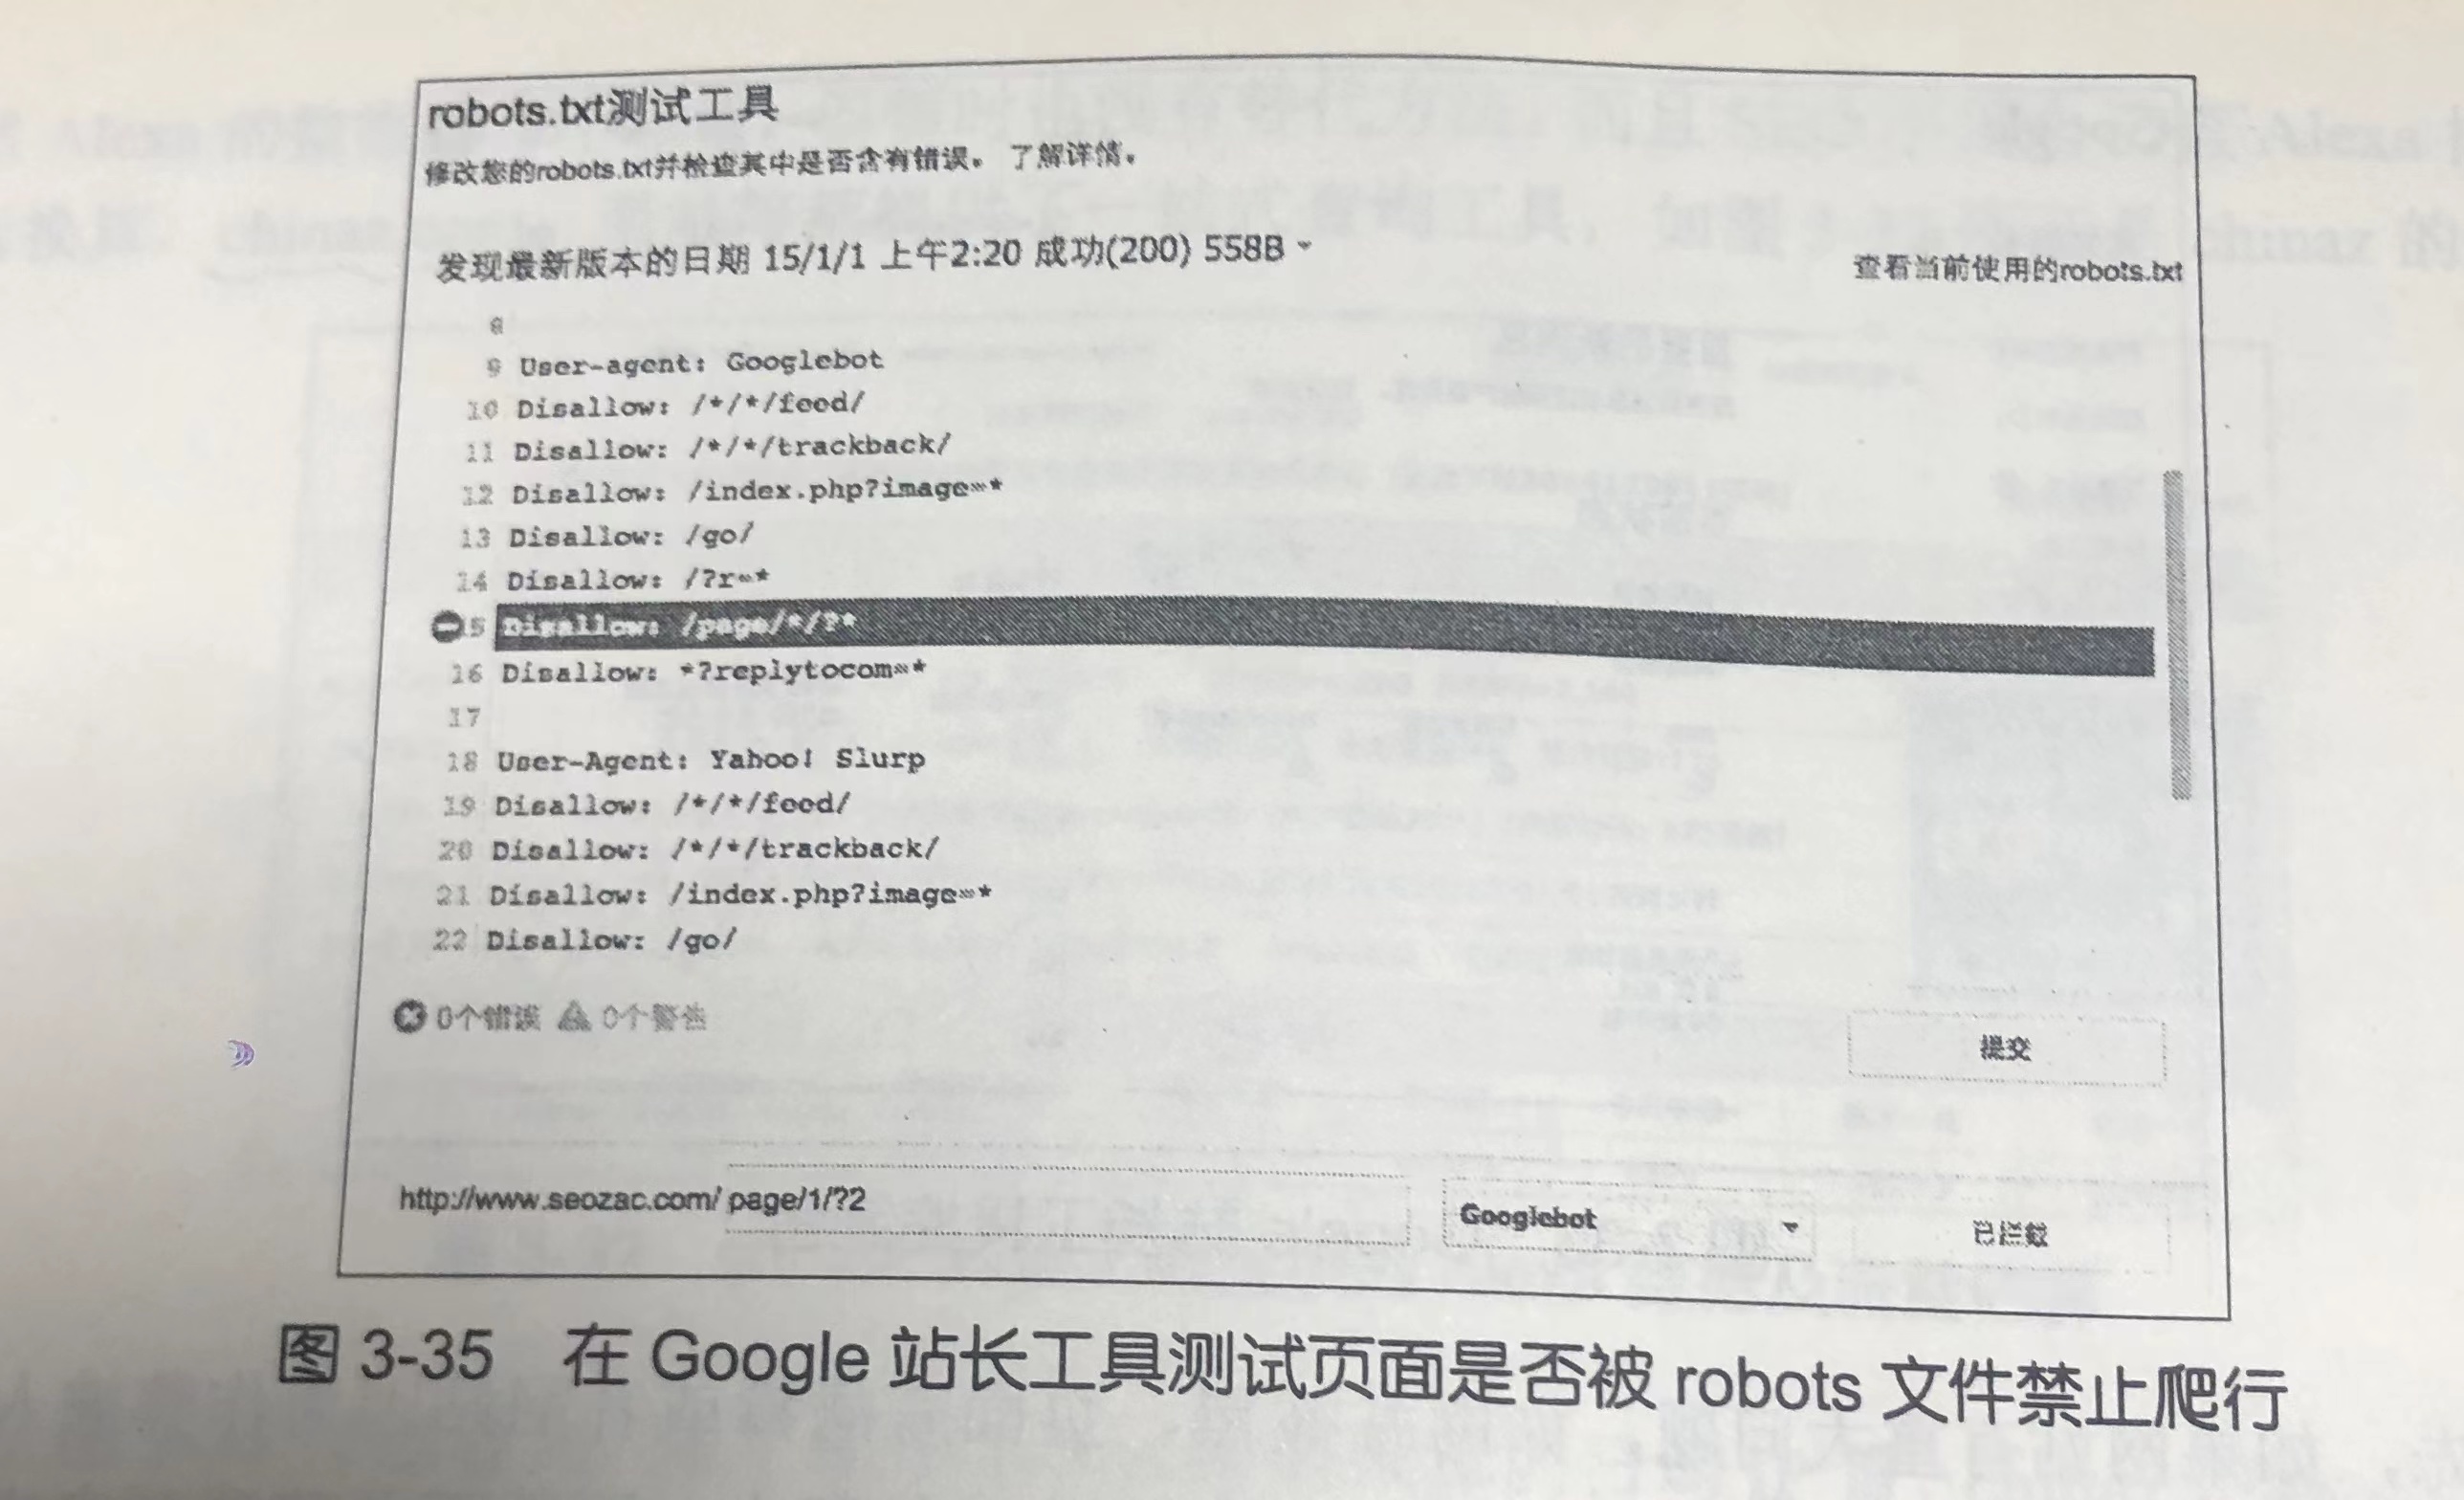 robots.txt测试工具
修改您的robots.txt并检查其中是否含有错误。 了解详情。
发现最新版本的日期 15/1/1 上午2:20 成功(200) 558B
查看当前使用的robots.txt
8
9 User-agent: Googlebot
10 Disallow: /*/*/feed/
11 Disallow: /*/*/trackback/
12 Disallow: /index.php?image=*
13 Disallow: /go/
14 Disallow: /?r=*
15 Disallow: /page/*/?*
16 Disallow: *?replytocom=*
17
18 User-Agent: Yahoo! Slurp
19 Disallow: /*/*/feed/
20 Disallow: /*/*/trackback/
21 Disallow: /index.php?image=*
22 Disallow: /go/
0个错误 0个警告
提交
http://www.seozac.com/ page/1/?2 Googlebot 已拦截
图 3-35 在 Google 站长工具测试页面是否被 robots 文件禁止爬行